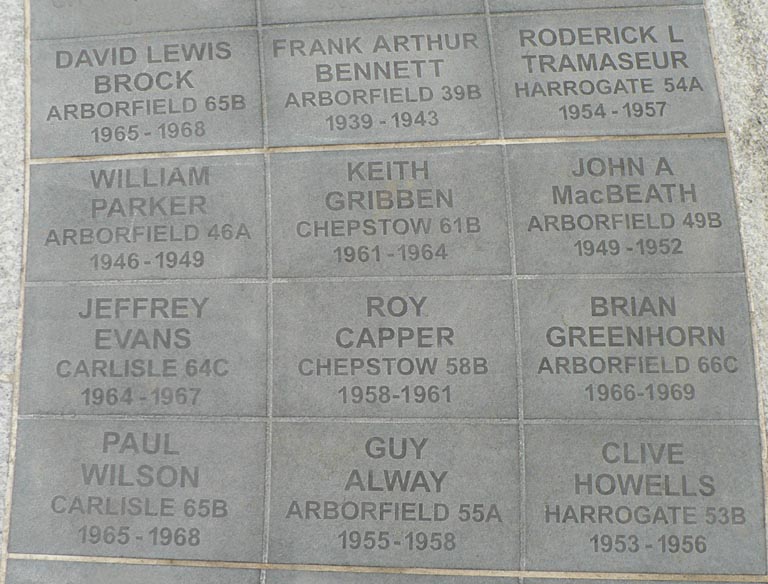 DAVID LEWIS
BROCK
ARBORFIELD 65B
1965 - 1968
FRANK ARTHUR
BENNETT
ARBORFIELD 39B
1939 - 1943
RODERICK L
TRAMASEUR
HARROGATE 54A
1954 - 1957
WILLIAM
PARKER
ARBORFIELD 46A
1946 - 1949
KEITH
GRIBBEN
CHEPSTOW 61B
1961 - 1964
JOHN A
MacBEATH
ARBORFIELD 49B
1949 - 1952
JEFFREY
EVANS
CARLISLE 64C
1964 - 1967
ROY
CAPPER
CHEPSTOW 58B
1958-1961
BRIAN
GREENHORN
ARBORFIELD 66C
1966-1969
PAUL
WILSON
CARLISLE 65B
1965 - 1968
GUY
ALWAY
ARBORFIELD 55A
1955 - 1958
CLIVE
HOWELLS
HARROGATE 53B
1953 - 1956